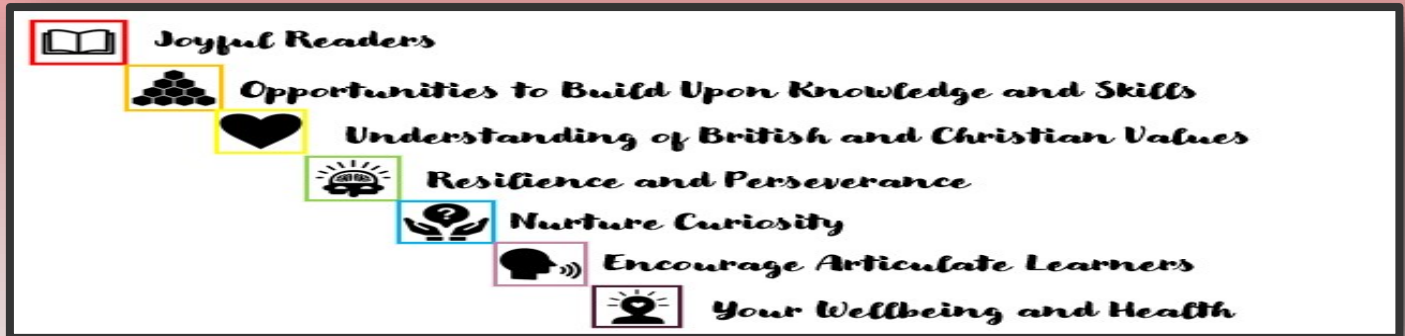 Joyful Readers
Opportunities to Build Upon Knowledge and Skills
Understanding of British and Christian Values
Resilience and Perseverance
?
Nurture Curiosity
Encourage Articulate Learners
Your Wellbeing and Health